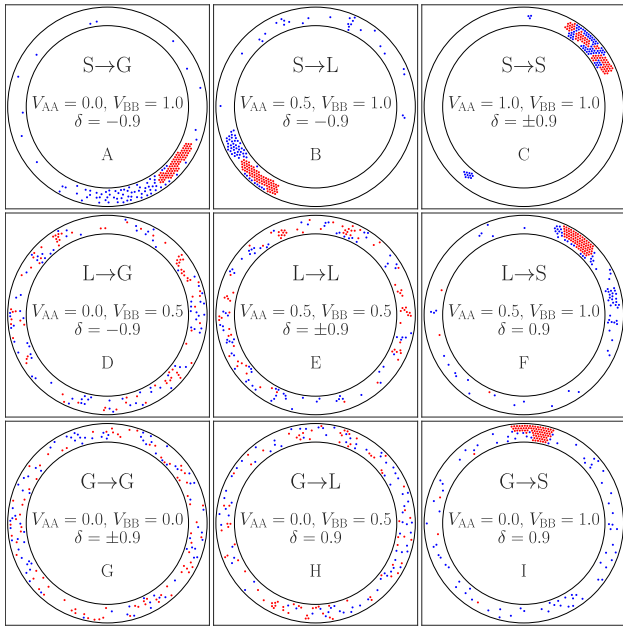 S→G
V_AA = 0.0, V_BB = 1.0
δ = −0.9
A
S→L
V_AA = 0.5, V_BB = 1.0
δ = −0.9
B
S→S
V_AA = 1.0, V_BB = 1.0
δ = ±0.9
C
L→G
V_AA = 0.0, V_BB = 0.5
δ = −0.9
D
L→L
V_AA = 0.5, V_BB = 0.5
δ = ±0.9
E
L→S
V_AA = 0.5, V_BB = 1.0
δ = 0.9
F
G→G
V_AA = 0.0, V_BB = 0.0
δ = ±0.9
G
G→L
V_AA = 0.0, V_BB = 0.5
δ = 0.9
H
G→S
V_AA = 0.0, V_BB = 1.0
δ = 0.9
I